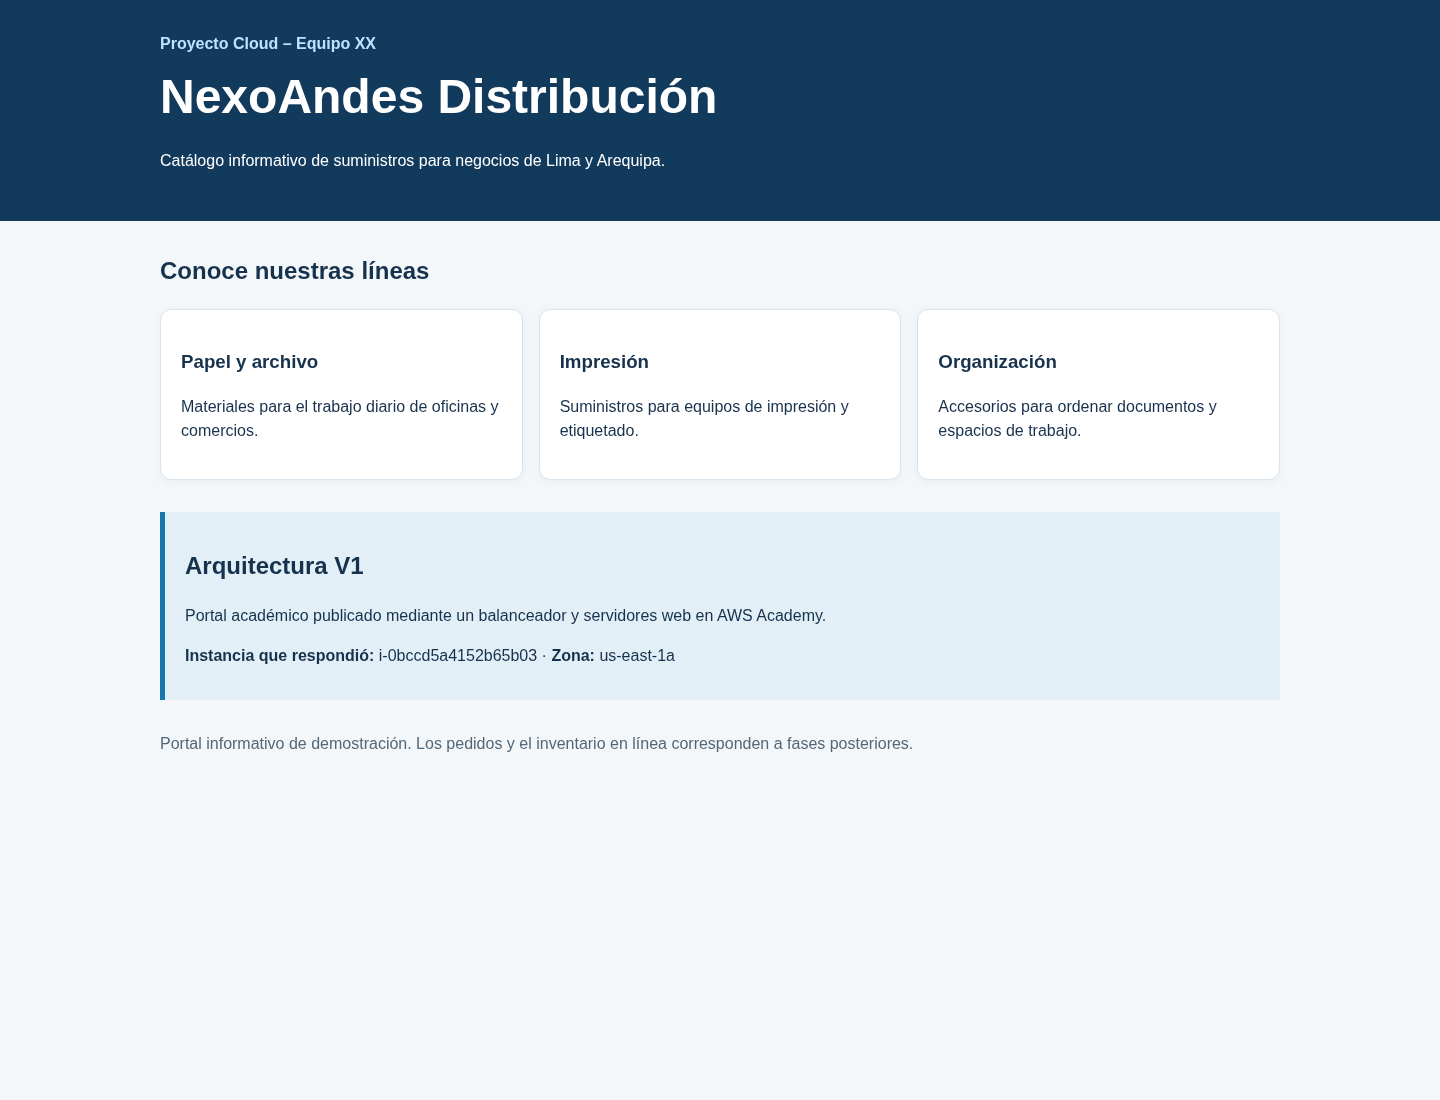 Proyecto Cloud – Equipo XX
NexoAndes Distribución
Catálogo informativo de suministros para negocios de Lima y Arequipa.
Conoce nuestras líneas
Papel y archivo
Materiales para el trabajo diario de oficinas y
comercios.
Impresión
Suministros para equipos de impresión y
etiquetado.
Organización
Accesorios para ordenar documentos y
espacios de trabajo.
Arquitectura V1
Portal académico publicado mediante un balanceador y servidores web en AWS Academy.
Instancia que respondió: i-0bccd5a4152b65b03 · Zona: us-east-1a
Portal informativo de demostración. Los pedidos y el inventario en línea corresponden a fases posteriores.